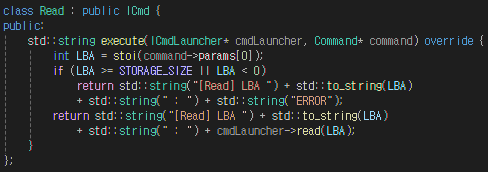 class Read : public ICmd {
public:
    std::string execute(ICmdLauncher* cmdLauncher, Command* command) override {
        int LBA = stoi(command->params[0]);
        if (LBA >= STORAGE_SIZE || LBA < 0)
            return std::string("[Read] LBA ") + std::to_string(LBA)
            + std::string(" : ") + std::string("ERROR");
        return std::string("[Read] LBA ") + std::to_string(LBA)
            + std::string(" : ") + cmdLauncher->read(LBA);
    }
};